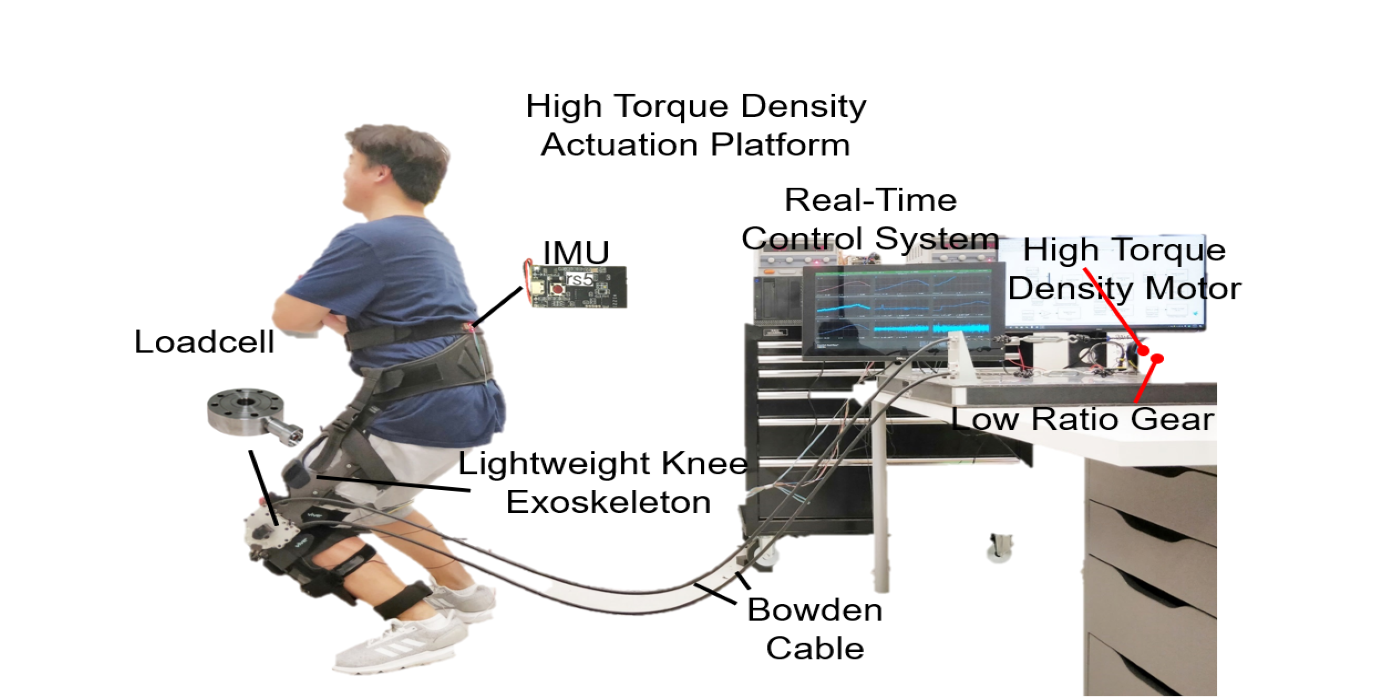 High Torque Density
Actuation Platform
Real-Time
Control System
IMU
rs5
High Torque
Density Motor
Loadcell
Low Ratio Gear
Lightweight Knee
Exoskeleton
Bowden
Cable